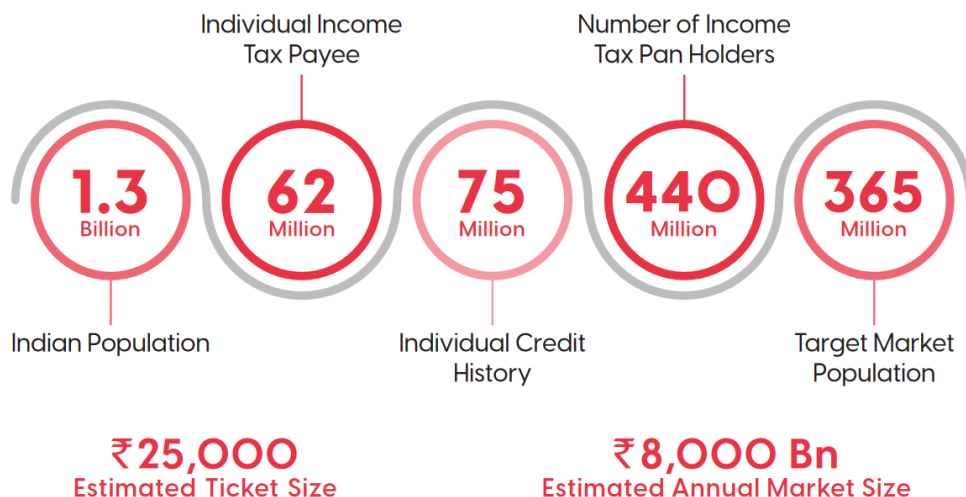 Individual Income
Tax Payee
Number of Income
Tax Pan Holders
1.3
Billion
62
Million
75
Million
440
Million
365
Million
Indian Population
Individual Credit
History
Target Market
Population
₹25,000
Estimated Ticket Size
₹8,000 Bn
Estimated Annual Market Size